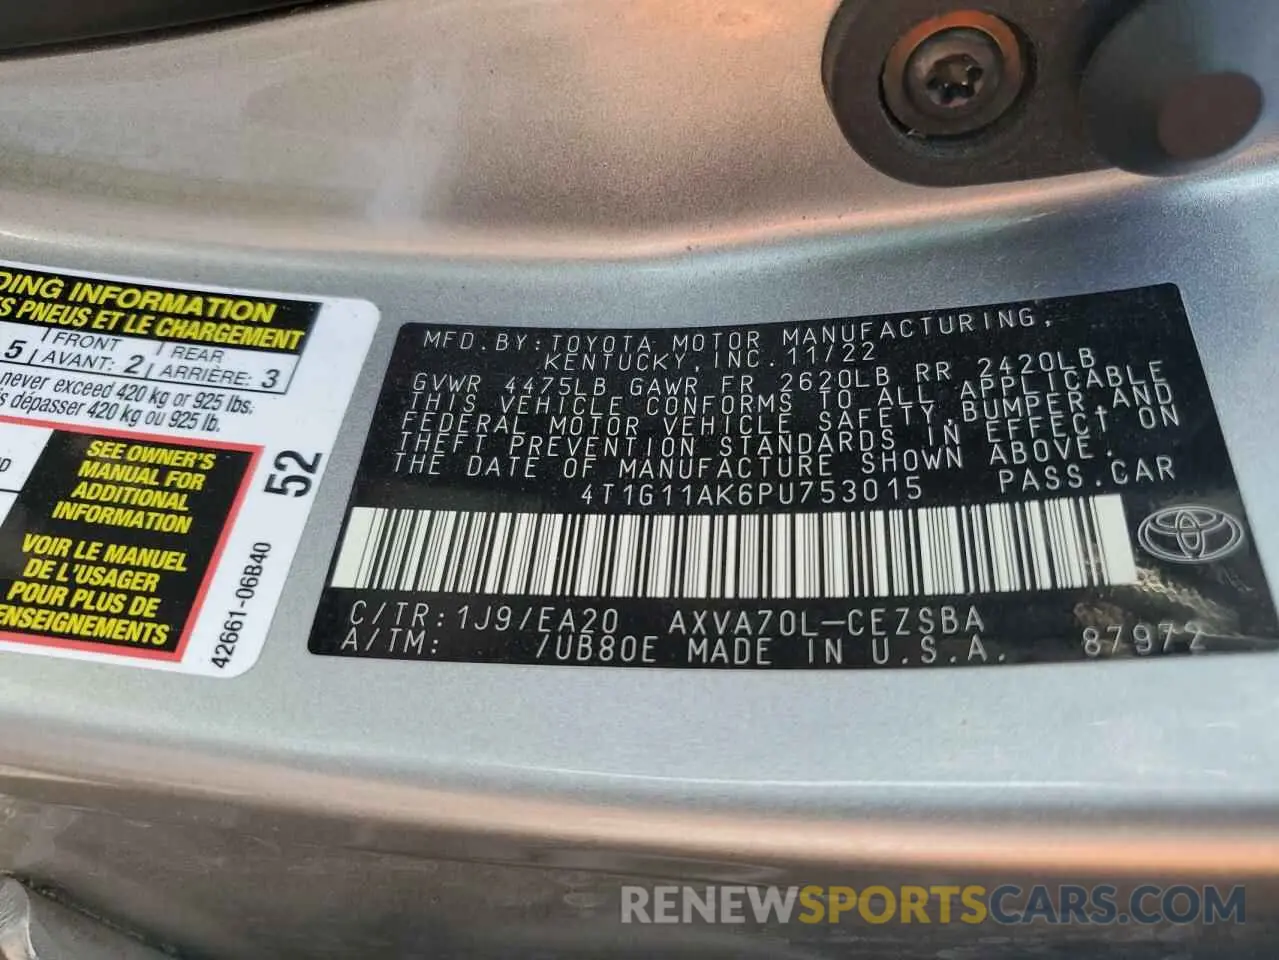 DING INFORMATION
S PNEUS ET LE CHARGEMENT
5 FRONT AVANT: 2 REAR ARRIÈRE: 3
never exceed 420 kg or 925 lbs.
dépasser 420 kg ou 925 lb.
SEE OWNER'S
MANUAL FOR
ADDITIONAL
INFORMATION
VOIR LE MANUEL
DE L'USAGER
POUR PLUS DE
ENSEIGNEMENTS
52
42661-06B40
MFD. BY: TOYOTA MOTOR MANUFACTURING,
KENTUCKY, INC. 11/22
GVWR 4475LB GAWR FR 2620LB RR 2420LB
THIS VEHICLE CONFORMS TO ALL APPLICABLE
FEDERAL MOTOR VEHICLE SAFETY, BUMPER, AND
THEFT PREVENTION STANDARDS IN EFFECT ON
THE DATE OF MANUFACTURE SHOWN ABOVE.
4T1G11AK6PU753015 PASS. CAR
C/TR: 1J9/EA20 AXVA70L-CEZSBA
A/TM: /UB80E MADE IN U.S.A. 87972
RENEWSPORTSCARS.COM